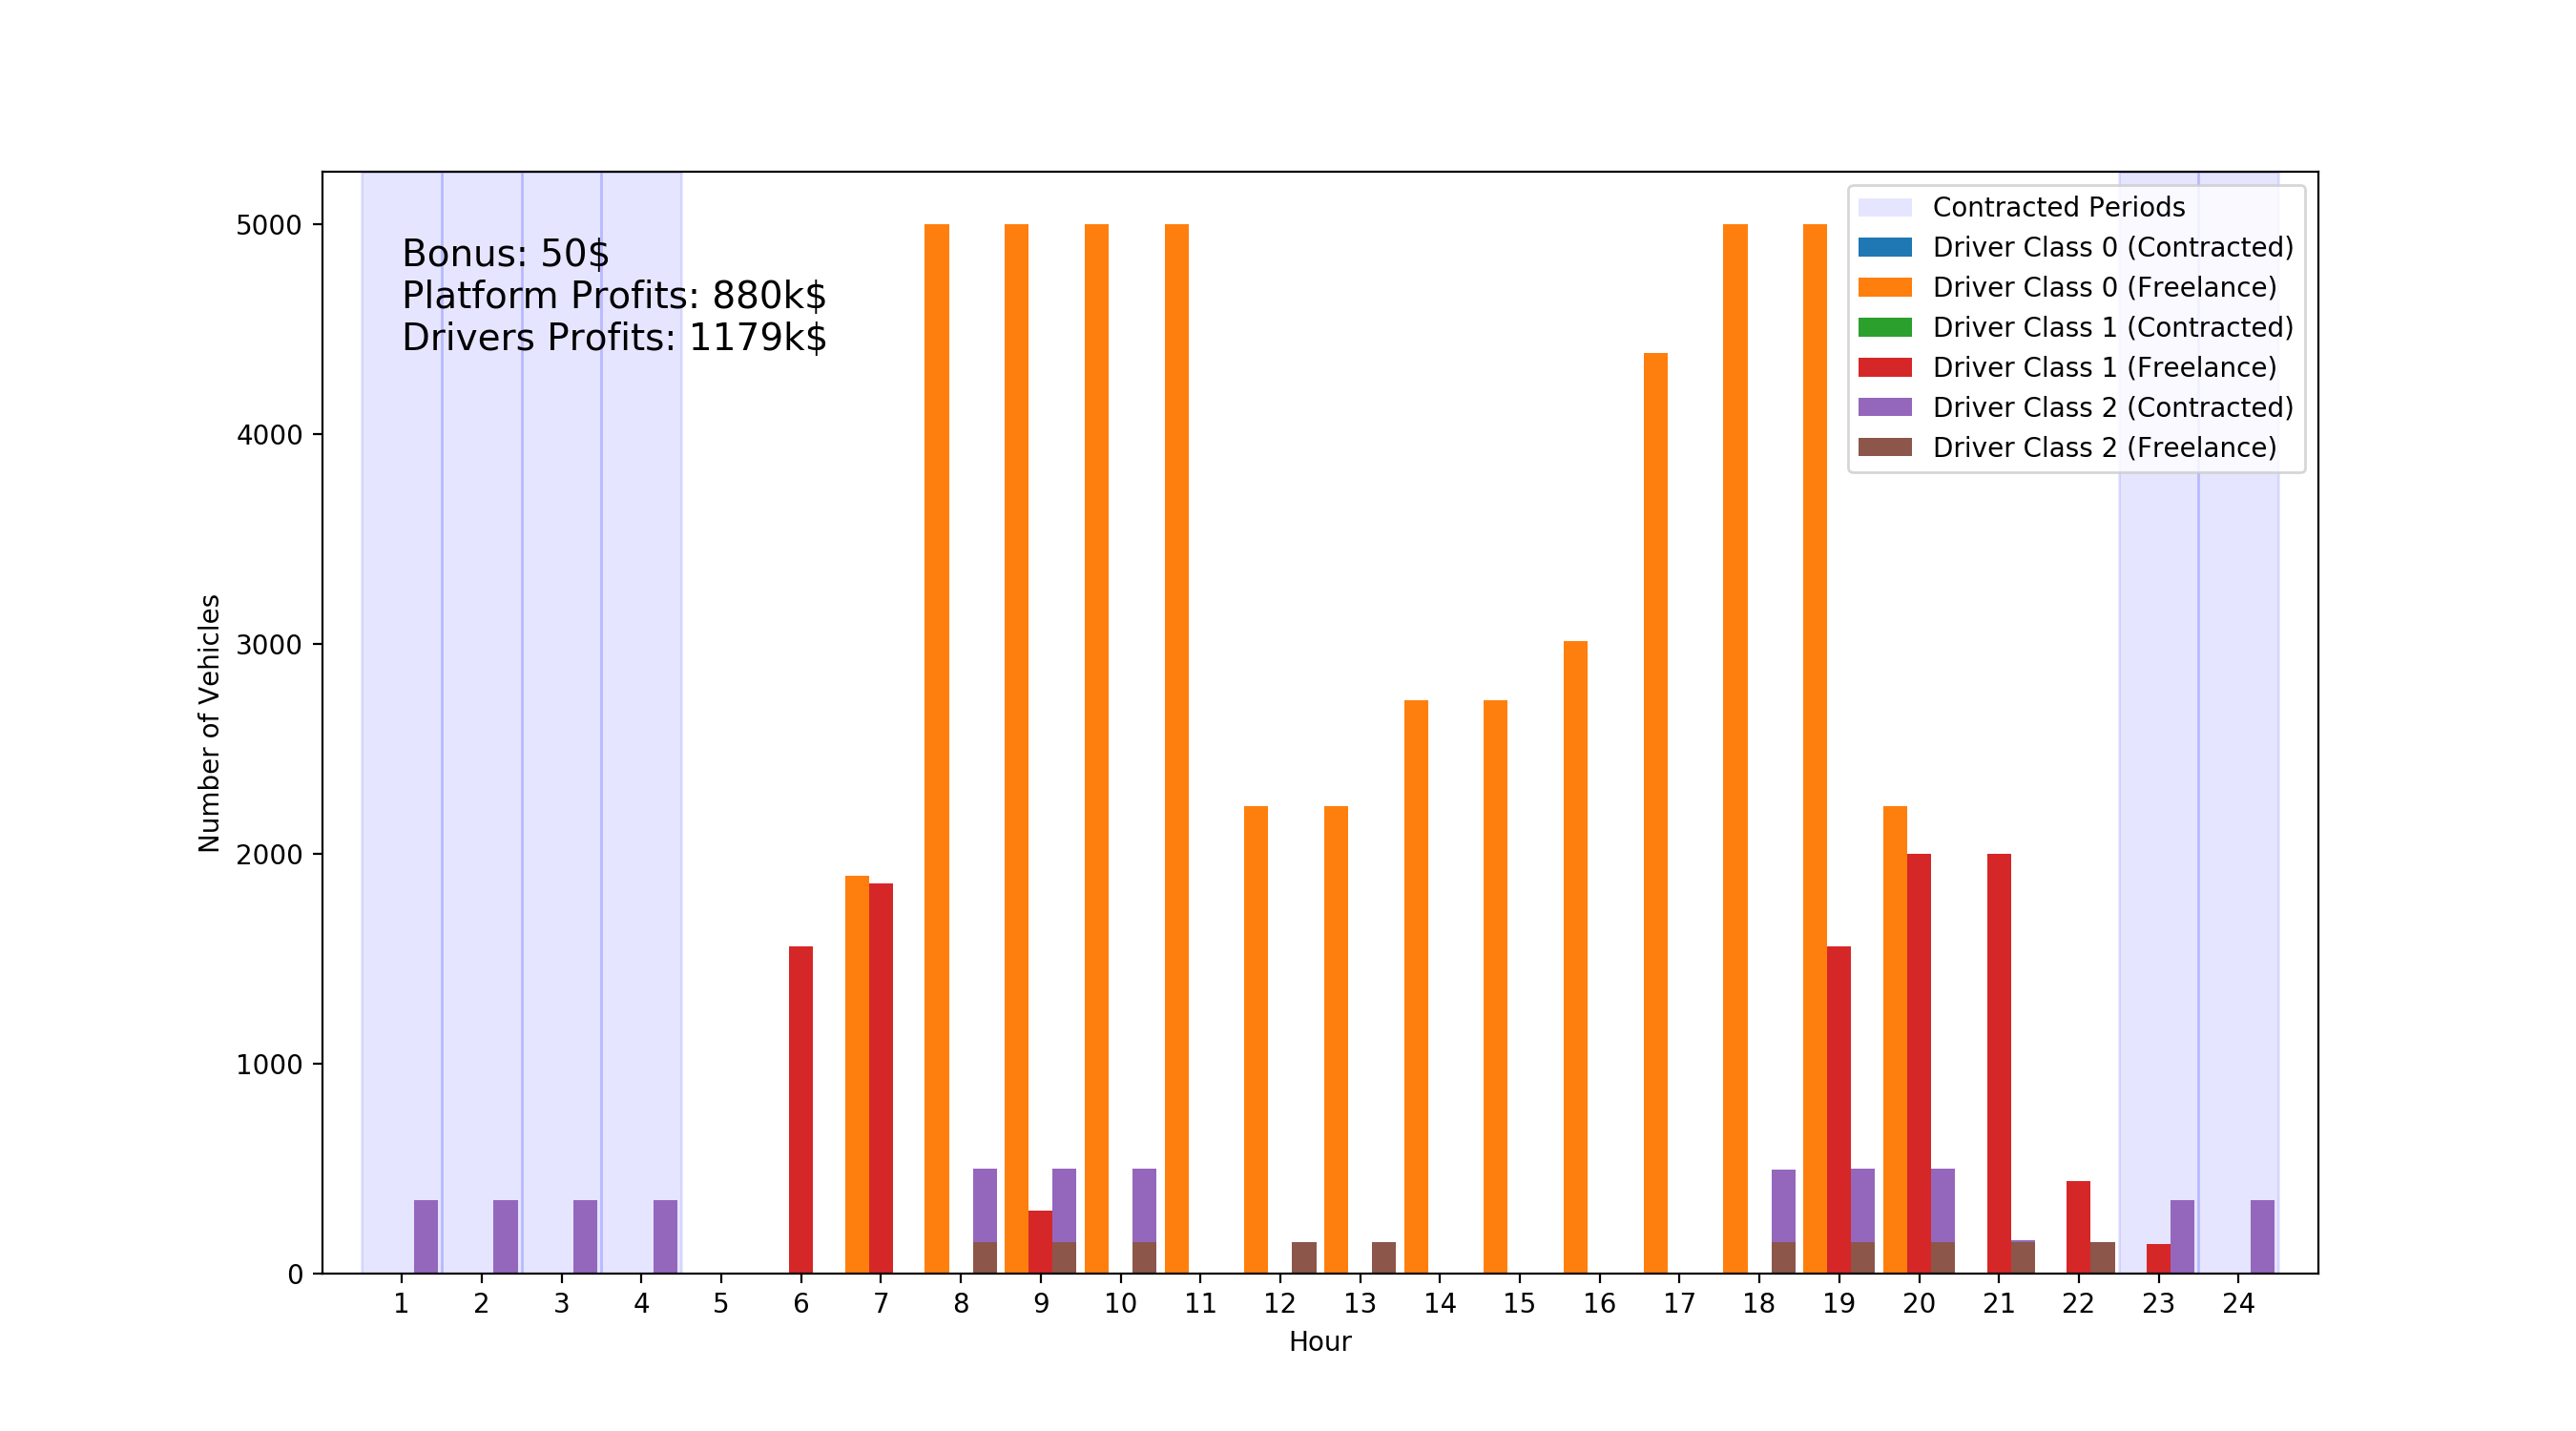 Bonus: 50$
Platform Profits: 880k$
Drivers Profits: 1179k$
Contracted Periods
Driver Class 0 (Contracted)
Driver Class 0 (Freelance)
Driver Class 1 (Contracted)
Driver Class 1 (Freelance)
Driver Class 2 (Contracted)
Driver Class 2 (Freelance)
Number of Vehicles
5000
4000
3000
2000
1000
0
1 2 3 4 5 6 7 8 9 10 11 12 13 14 15 16 17 18 19 20 21 22 23 24
Hour